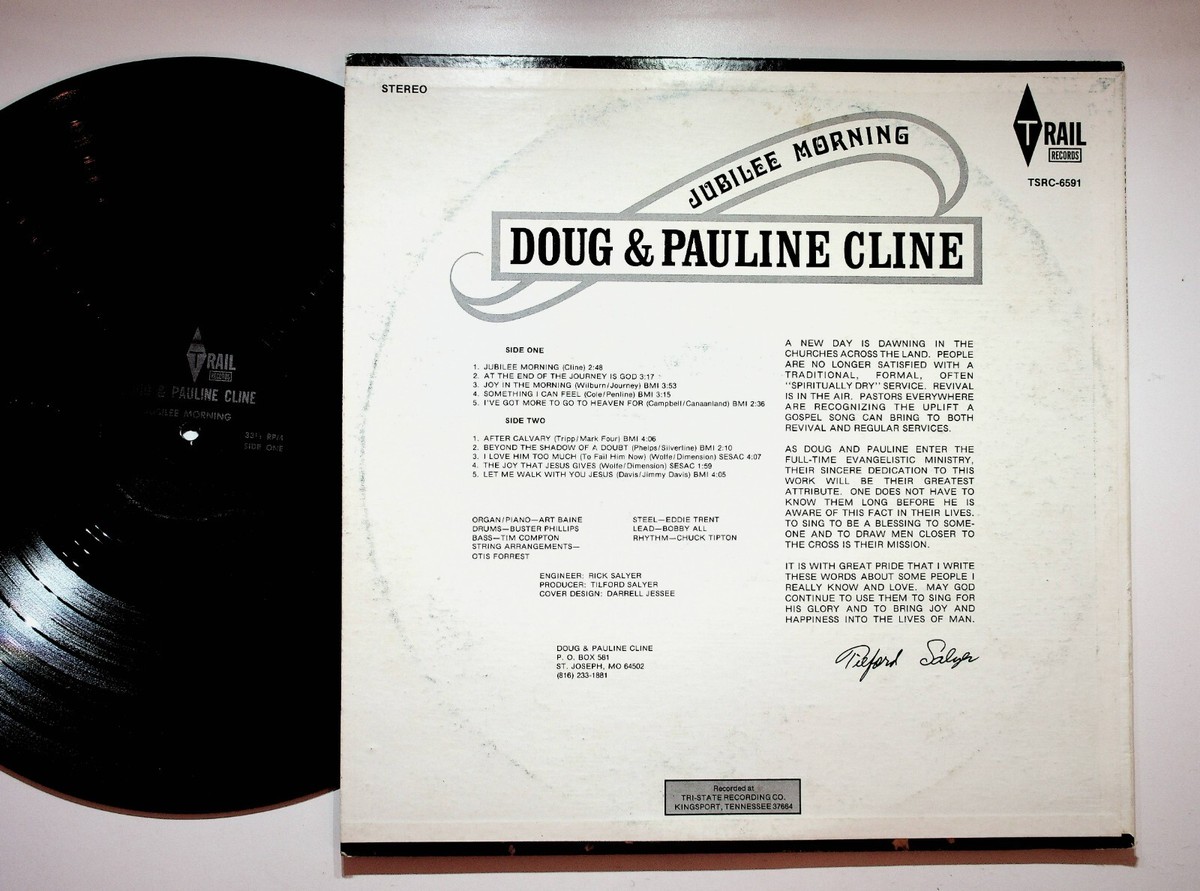 STEREO
TRAIL
RECORDS
TSRC-6591
JUBILEE MORNING
DOUG & PAULINE CLINE
SIDE ONE
1. JUBILEE MORNING (Cline) 2:48
2. AT THE END OF THE JOURNEY IS GOD 3:17
3. JOY IN THE MORNING (Wilburn/Journey) BMI 3:53
4. SOMETHING I CAN FEEL (Cole/Penline) BMI 3:15
5. I'VE GOT MORE TO GO TO HEAVEN FOR (Campbell/Canaanland) BMI 2:36
SIDE TWO
1. AFTER CALVARY (Tripp/Mark Four) BMI 4:06
2. BEYOND THE SHADOW OF A DOUBT (Phelps/Silverline) BMI 2:10
3. I LOVE HIM TOO MUCH (To Fail Him Now) (Wolfe/Dimension) SESAC 4:07
4. THE JOY THAT JESUS GIVES (Wolfe/Dimension) SESAC 1:59
5. LET ME WALK WITH YOU JESUS (Davis/Jimmy Davis) BMI 4:05
ORGAN/PIANO—ART BAINE
DRUMS—BUSTER PHILLIPS
BASS—TIM COMPTON
STRING ARRANGEMENTS—
OTIS FORREST
STEEL—EDDIE TRENT
LEAD—BOBBY ALL
RHYTHM—CHUCK TIPTON
ENGINEER: RICK SALYER
PRODUCER: TILFORD SALYER
COVER DESIGN: DARRELL JESSEE
DOUG & PAULINE CLINE
P. O. BOX 581
ST. JOSEPH, MO 64502
(816) 233-1881
A NEW DAY IS DAWNING IN THE
CHURCHES ACROSS THE LAND. PEOPLE
ARE NO LONGER SATISFIED WITH A
TRADITIONAL, FORMAL, OFTEN
"SPIRITUALLY DRY" SERVICE. REVIVAL
IS IN THE AIR. PASTORS EVERYWHERE
ARE RECOGNIZING THE UPLIFT A
GOSPEL SONG CAN BRING TO BOTH
REVIVAL AND REGULAR SERVICES.
AS DOUG AND PAULINE ENTER THE
FULL-TIME EVANGELISTIC MINISTRY,
THEIR SINCERE DEDICATION TO THIS
WORK WILL BE THEIR GREATEST
ATTRIBUTE. ONE DOES NOT HAVE TO
KNOW THEM LONG BEFORE HE IS
AWARE OF THIS FACT IN THEIR LIVES.
TO SING TO BE A BLESSING TO SOME-
ONE AND TO DRAW MEN CLOSER TO
THE CROSS IS THEIR MISSION.
IT IS WITH GREAT PRIDE THAT I WRITE
THESE WORDS ABOUT SOME PEOPLE I
REALLY KNOW AND LOVE. MAY GOD
CONTINUE TO USE THEM TO SING FOR
HIS GLORY AND TO BRING JOY AND
HAPPINESS INTO THE LIVES OF MAN.
Tilford Salyer
Recorded at
TRI-STATE RECORDING CO.
KINGSPORT, TENNESSEE 37664
TRAIL
RECORDS
& PAULINE CLINE
JUBILEE MORNING
33⅓ RPM
SIDE ONE